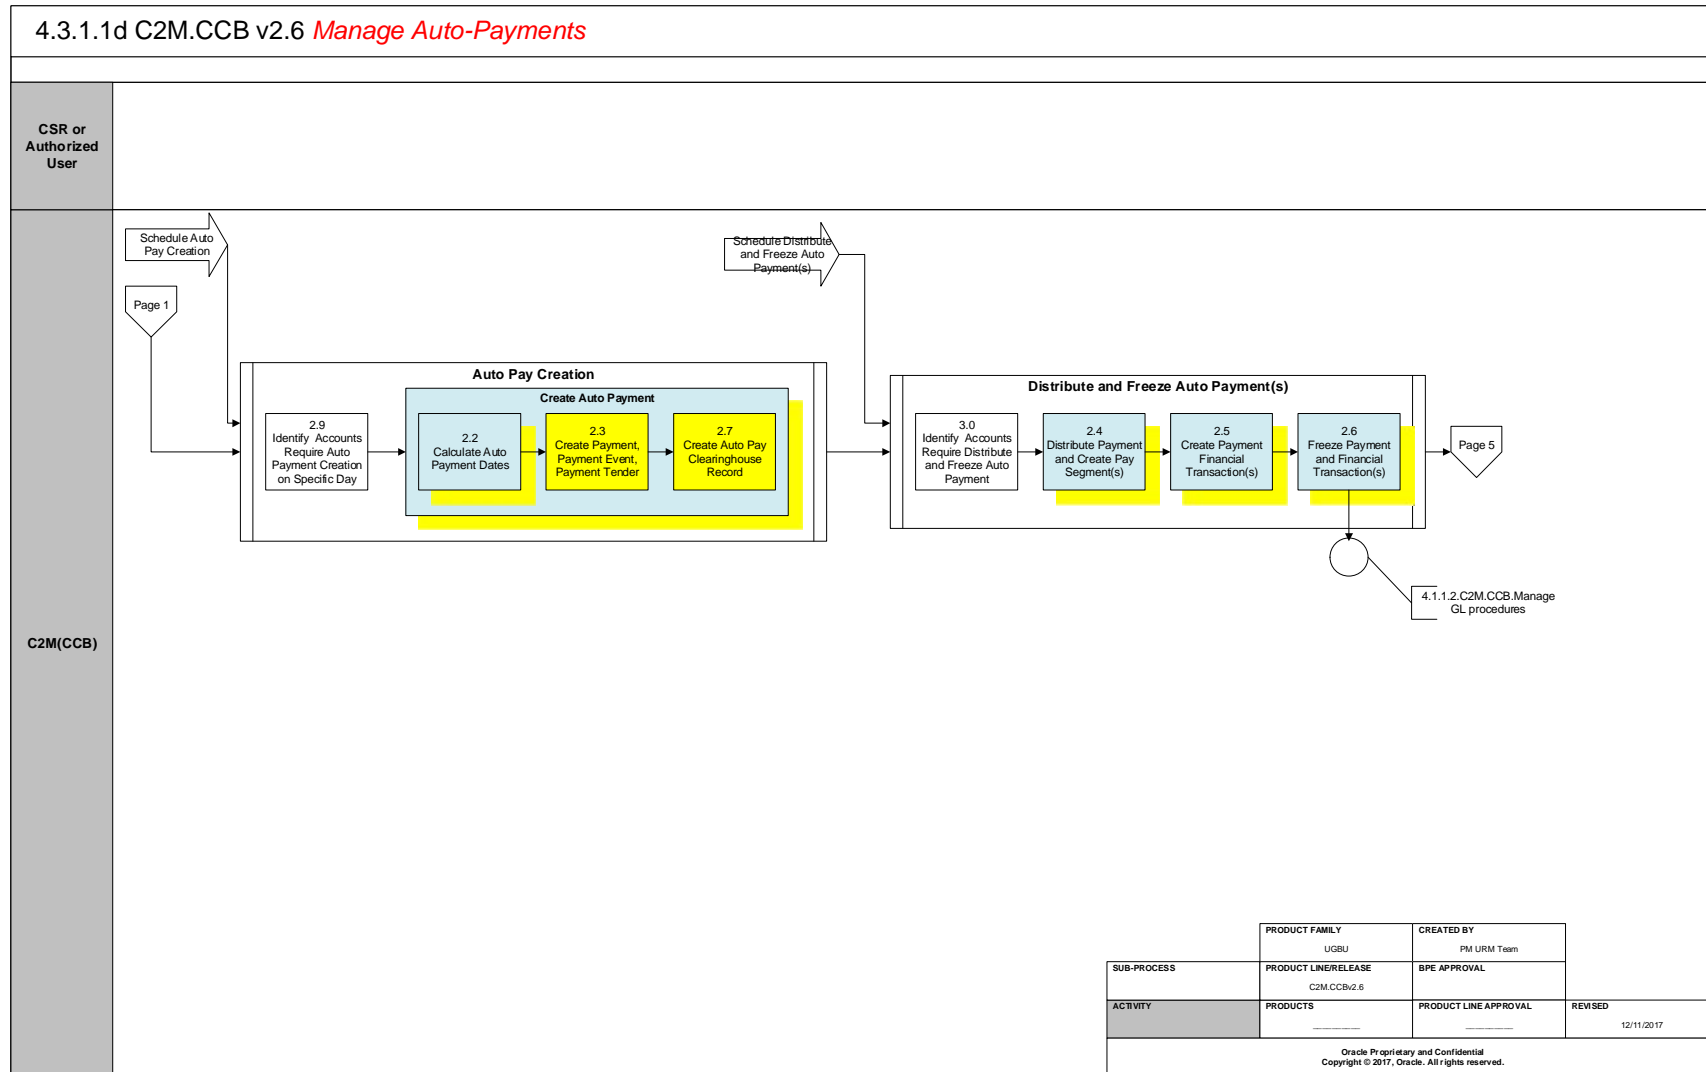 4.3.1.1d C2M.CCB v2.6 Manage Auto-Payments
CSR or
Authorized
User
C2M(CCB)
Schedule Auto
Pay Creation
Page 1
Schedule Distribute
and Freeze Auto
Payment(s)
Auto Pay Creation
Create Auto Payment
2.9
Identify Accounts
Require Auto
Payment Creation
on Specific Day
2.2
Calculate Auto
Payment Dates
2.3
Create Payment,
Payment Event,
Payment Tender
2.7
Create Auto Pay
Clearinghouse
Record
Distribute and Freeze Auto Payment(s)
3.0
Identify Accounts
Require Distribute
and Freeze Auto
Payment
2.4
Distribute Payment
and Create Pay
Segment(s)
2.5
Create Payment
Financial
Transaction(s)
2.6
Freeze Payment
and Financial
Transaction(s)
Page 5
4.1.1.2.C2M.CCB.Manage
GL procedures
PRODUCT FAMILY
UGBU
CREATED BY
PM URM Team
SUB-PROCESS
PRODUCT LINE/RELEASE
C2M.CCBv2.6
BPE APPROVAL
ACTIVITY
PRODUCTS
PRODUCT LINE APPROVAL
REVISED
12/11/2017
Oracle Proprietary and Confidential
Copyright © 2017, Oracle. All rights reserved.